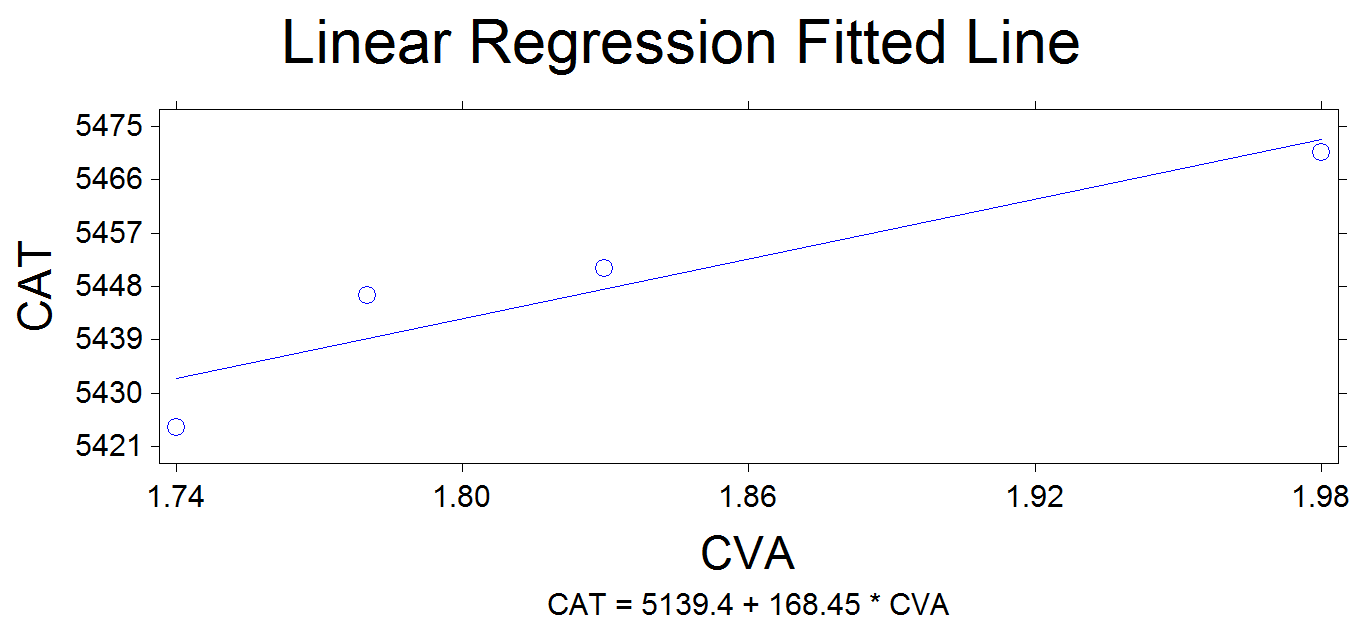 Linear Regression Fitted Line
5475
5466
5457
5448
5439
5430
5421
CAT
1.74 1.80 1.86 1.92 1.98
CVA
CAT = 5139.4 + 168.45 * CVA